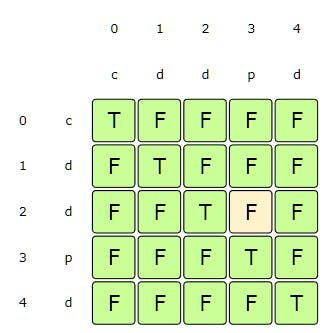 0 1 2 3 4
c d d p d
0 c T F F F F
1 d F T F F F
2 d F F T F F
3 p F F F T F
4 d F F F F T